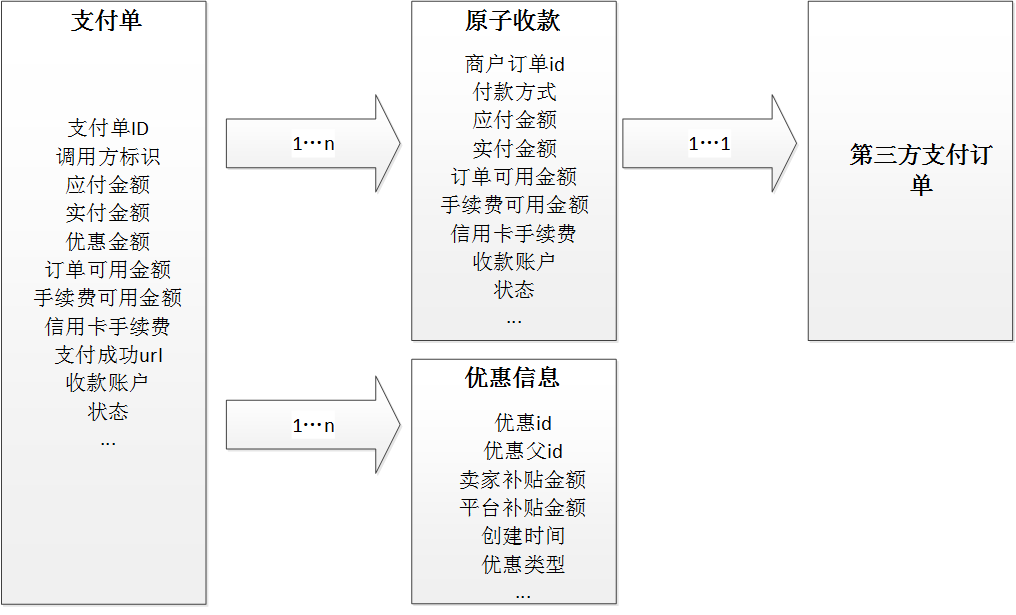 支付单
支付单ID
调用方标识
应付金额
实付金额
优惠金额
订单可用金额
手续费可用金额
信用卡手续费
支付成功url
收款账户
状态
...
1…n
1…n
原子收款
商户订单id
付款方式
应付金额
实付金额
订单可用金额
手续费可用金额
信用卡手续费
收款账户
状态
...
优惠信息
优惠id
优惠父id
卖家补贴金额
平台补贴金额
创建时间
优惠类型
...
1…1
第三方支付订
单